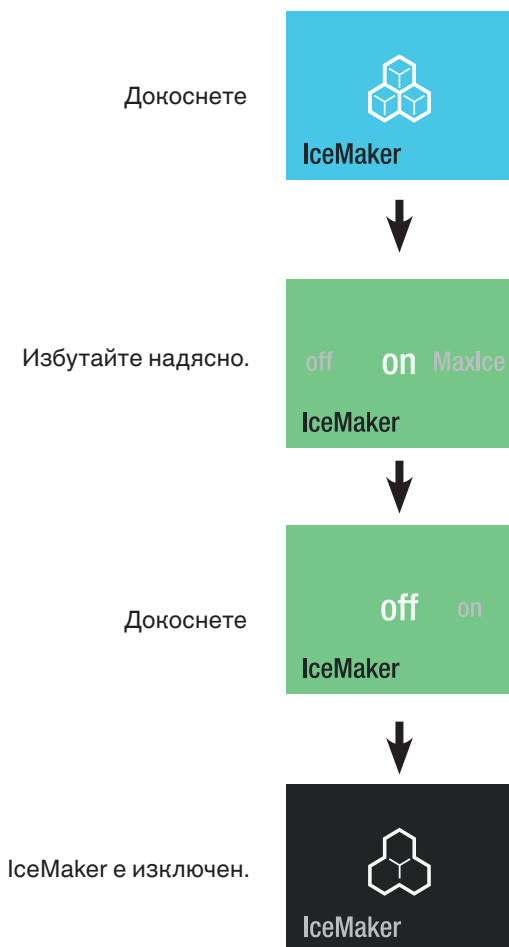 Докоснете
IceMaker
Избутайте надясно.
off on MaxIce
IceMaker
Докоснете
off on
IceMaker
IceMaker е изключен.
IceMaker